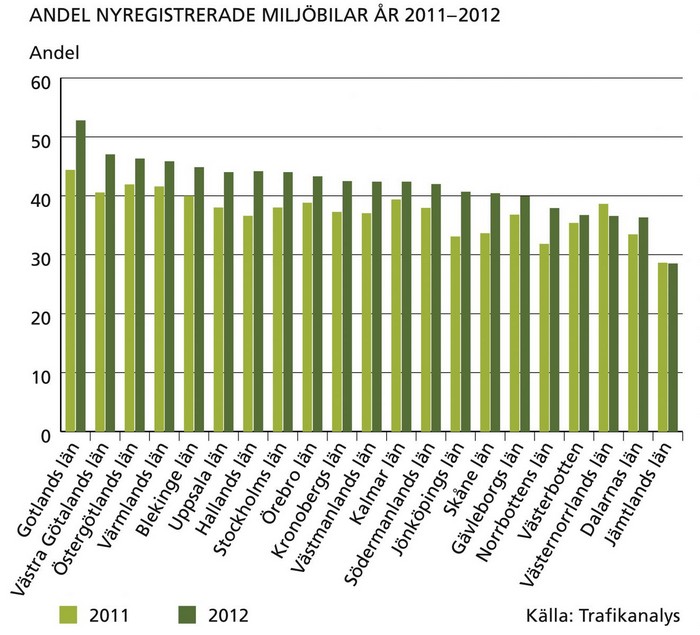 ANDEL NYREGISTRERADE MILJÖBILAR ÅR 2011–2012
Andel
60
50
40
30
20
10
0
Gotlands län
Västra Götalands län
Östergötlands län
Värmlands län
Blekinge län
Uppsala län
Hallands län
Stockholms län
Örebro län
Kronobergs län
Västmanlands län
Kalmar län
Södermanlands län
Jönköpings län
Skåne län
Gävleborgs län
Norrbottens län
Västerbotten
Västernorrlands län
Dalarnas län
Jämtlands län
2011 2012 Källa: Trafikanalys